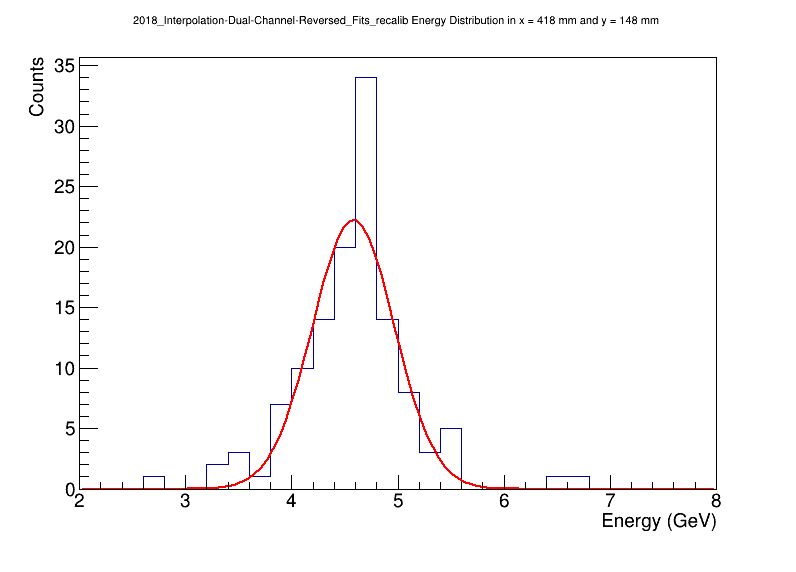 2018_Interpolation-Dual-Channel-Reversed_Fits_recalib Energy Distribution in x = 418 mm and y = 148 mm
Counts
35
30
25
20
15
10
5
0
2 3 4 5 6 7 8
Energy (GeV)